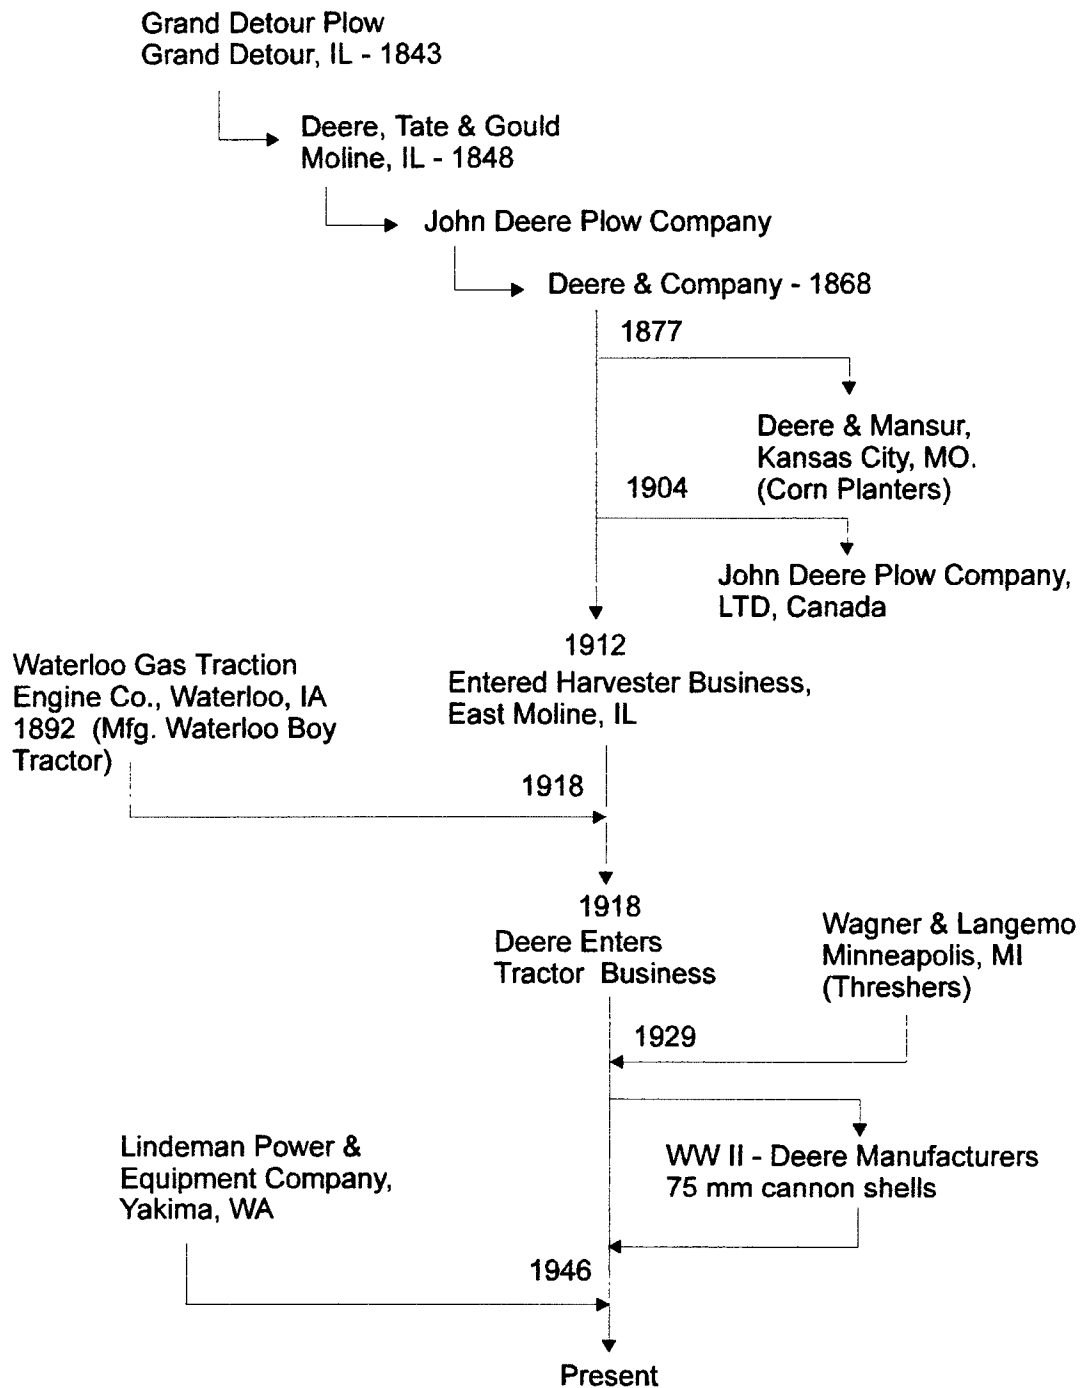 Grand Detour Plow
Grand Detour, IL - 1843
Deere, Tate & Gould
Moline, IL - 1848
John Deere Plow Company
Deere & Company - 1868
1877
Deere & Mansur,
Kansas City, MO.
(Corn Planters)
1904
John Deere Plow Company,
LTD, Canada
1912
Entered Harvester Business,
East Moline, IL
Waterloo Gas Traction
Engine Co., Waterloo, IA
1892 (Mfg. Waterloo Boy
Tractor)
1918
1918
Deere Enters
Tractor Business
Wagner & Langemo
Minneapolis, MI
(Threshers)
1929
WW II - Deere Manufacturers
75 mm cannon shells
Lindeman Power &
Equipment Company,
Yakima, WA
1946
Present